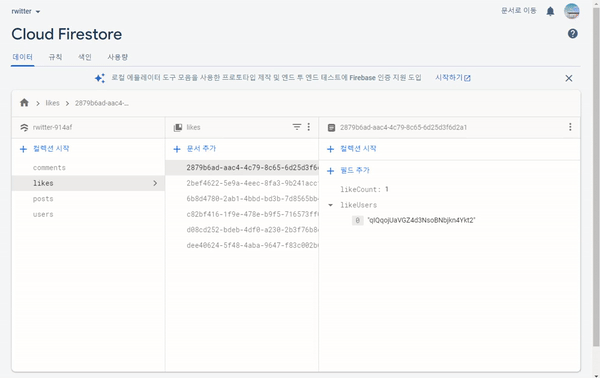 rwitter
문서로 이동
Cloud Firestore
데이터 규칙 색인 사용량
로컬 에뮬레이터 도구 모음을 사용한 프로토타입 제작 및 엔드 투 엔드 테스트에 Firebase 인증 지원 도입 시작하기
likes 2879b6ad-aac4-...
rwitter-914af
likes
2879b6ad-aac4-4c79-8c65-6d25d3f6d2a1
컬렉션 시작
문서 추가
컬렉션 시작
comments
likes
posts
users
2879b6ad-aac4-4c79-8c65-6d25d3f6
2bef4622-5e9a-4eec-8fa3-9b241acc
6b8d4780-2ab1-4bbd-bd3b-7d8565bb
c82bf416-1f9e-478e-b9f5-716573ff
d08cd252-bdeb-4df0-a230-2b3f76b8
dee40624-5f48-4aba-9647-f83c002b
필드 추가
likeCount: 1
likeUsers
0 "qIQqojUaVGZ4d3NsoBNbjkn4Ykt2"